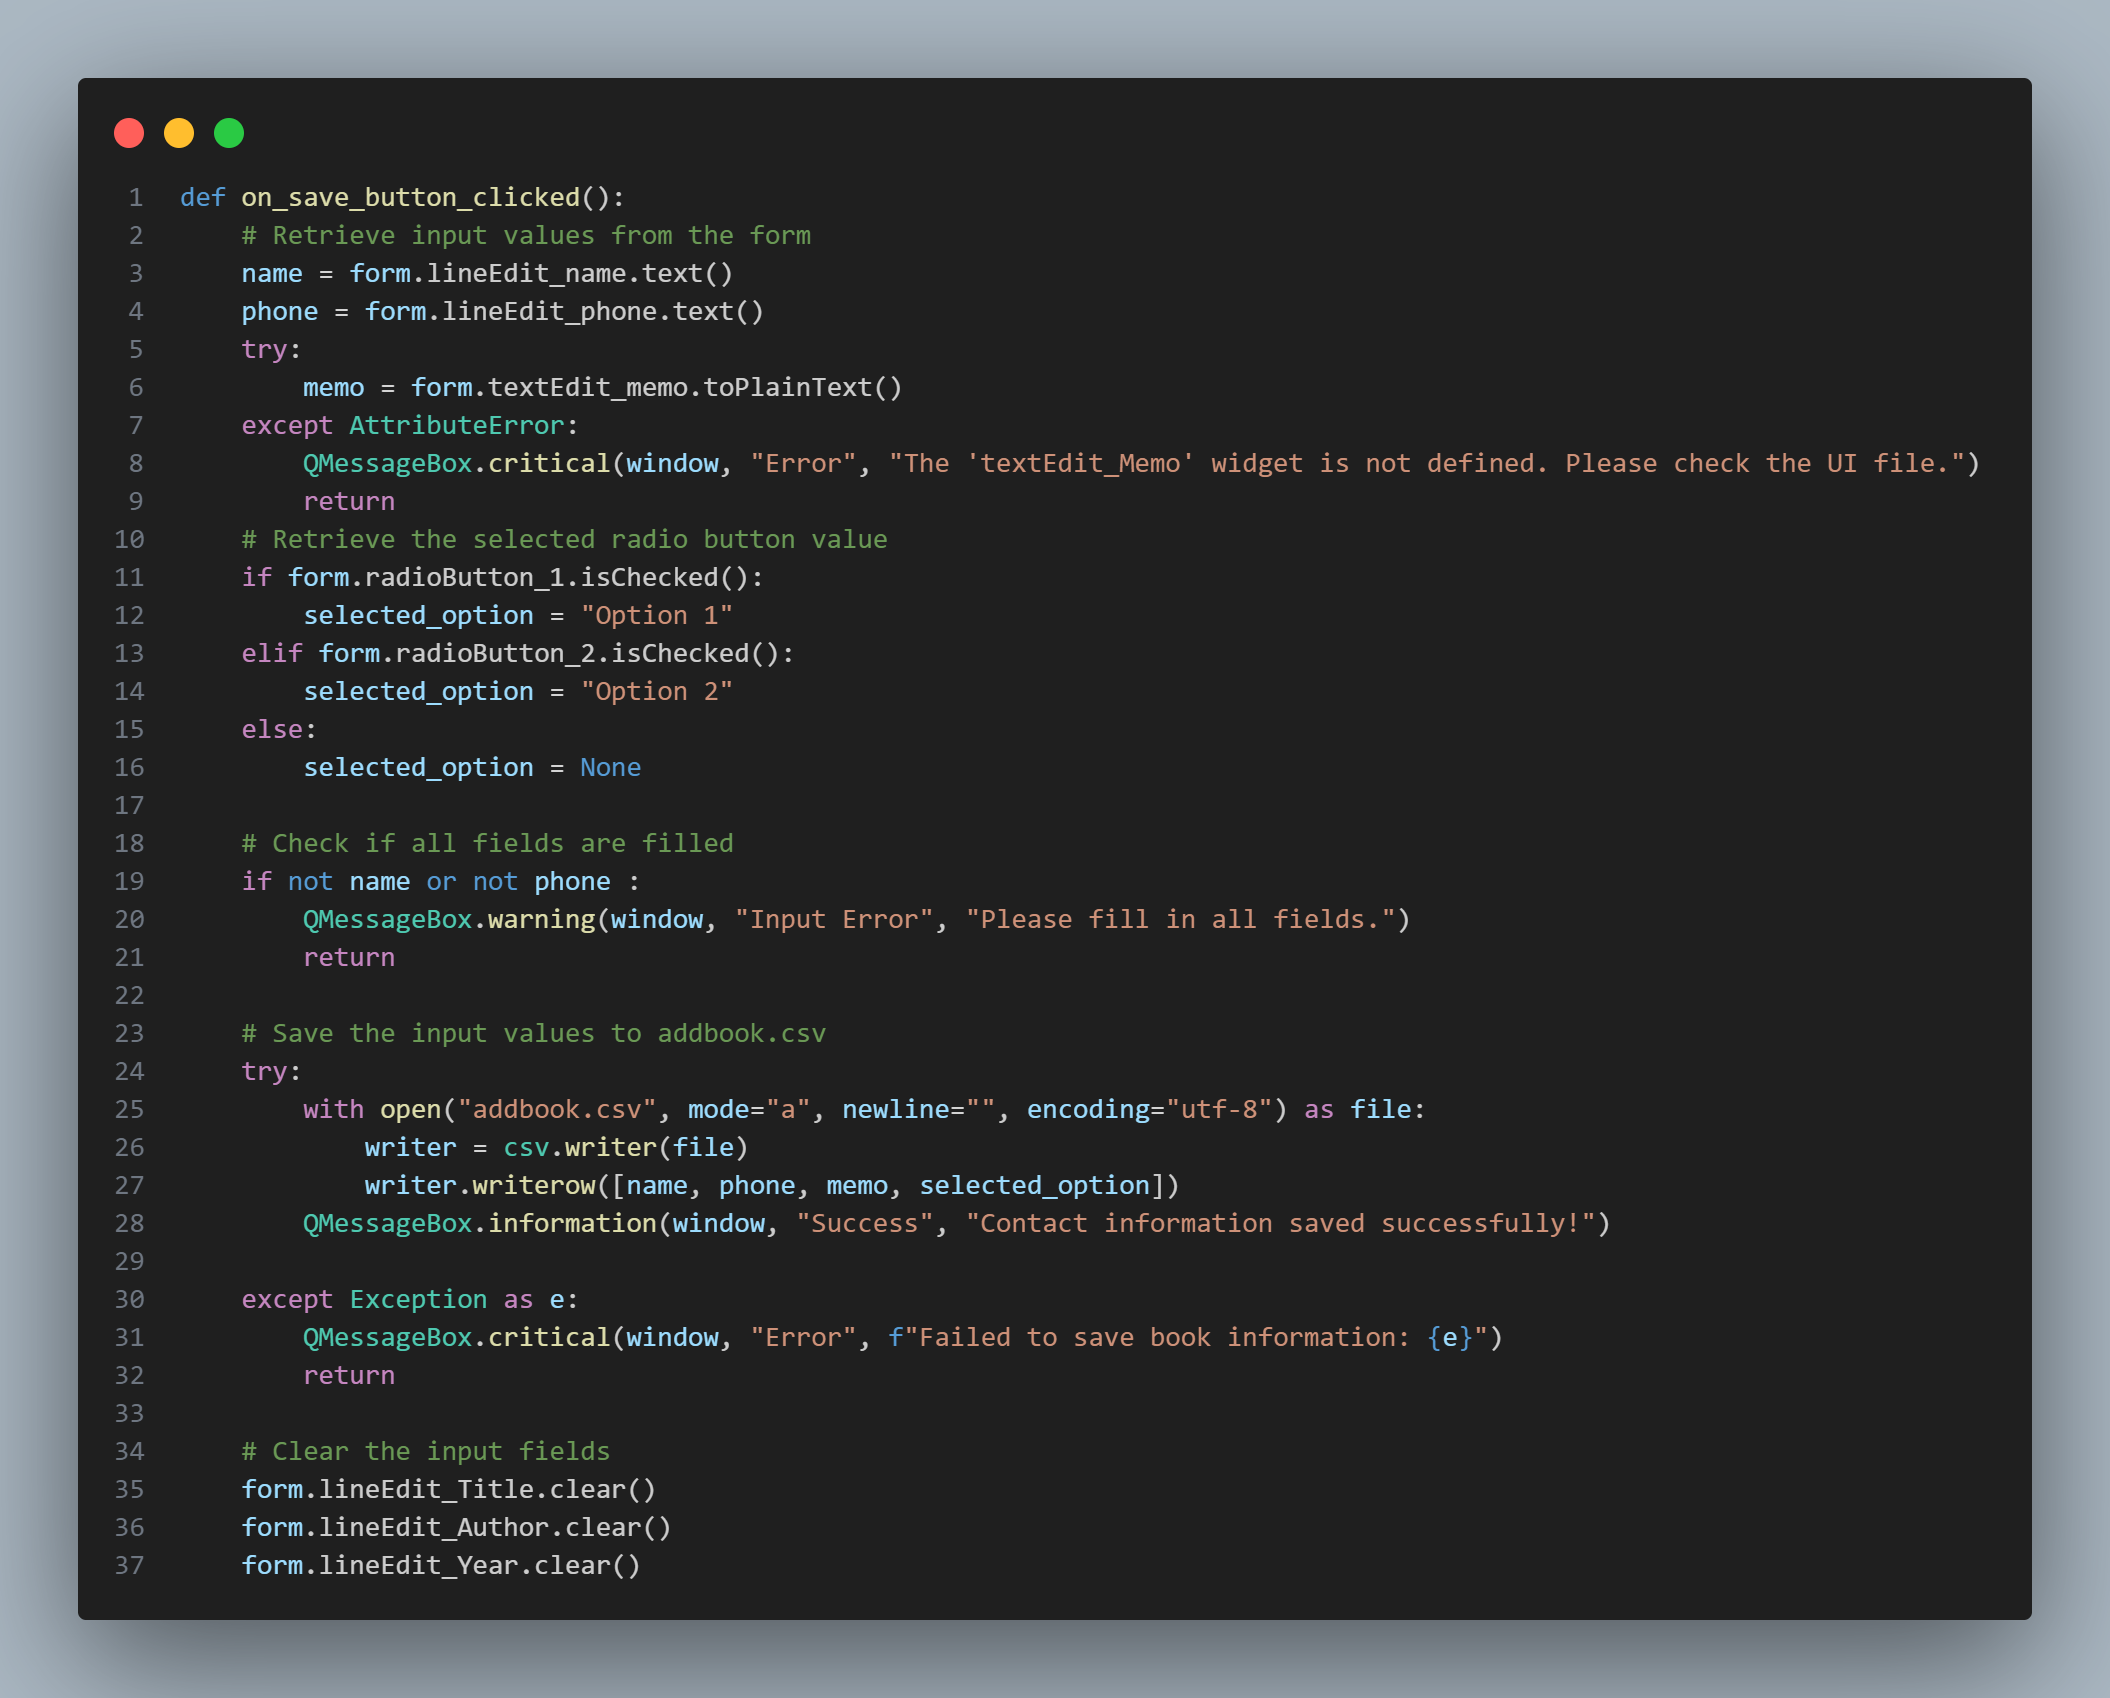 1 def on_save_button_clicked():
2     # Retrieve input values from the form
3     name = form.lineEdit_name.text()
4     phone = form.lineEdit_phone.text()
5     try:
6         memo = form.textEdit_memo.toPlainText()
7     except AttributeError:
8         QMessageBox.critical(window, "Error", "The 'textEdit_Memo' widget is not defined. Please check the UI file.")
9         return
10     # Retrieve the selected radio button value
11     if form.radioButton_1.isChecked():
12         selected_option = "Option 1"
13     elif form.radioButton_2.isChecked():
14         selected_option = "Option 2"
15     else:
16         selected_option = None
17
18     # Check if all fields are filled
19     if not name or not phone :
20         QMessageBox.warning(window, "Input Error", "Please fill in all fields.")
21         return
22
23     # Save the input values to addbook.csv
24     try:
25         with open("addbook.csv", mode="a", newline="", encoding="utf-8") as file:
26             writer = csv.writer(file)
27             writer.writerow([name, phone, memo, selected_option])
28         QMessageBox.information(window, "Success", "Contact information saved successfully!")
29
30     except Exception as e:
31         QMessageBox.critical(window, "Error", f"Failed to save book information: {e}")
32         return
33
34     # Clear the input fields
35     form.lineEdit_Title.clear()
36     form.lineEdit_Author.clear()
37     form.lineEdit_Year.clear()